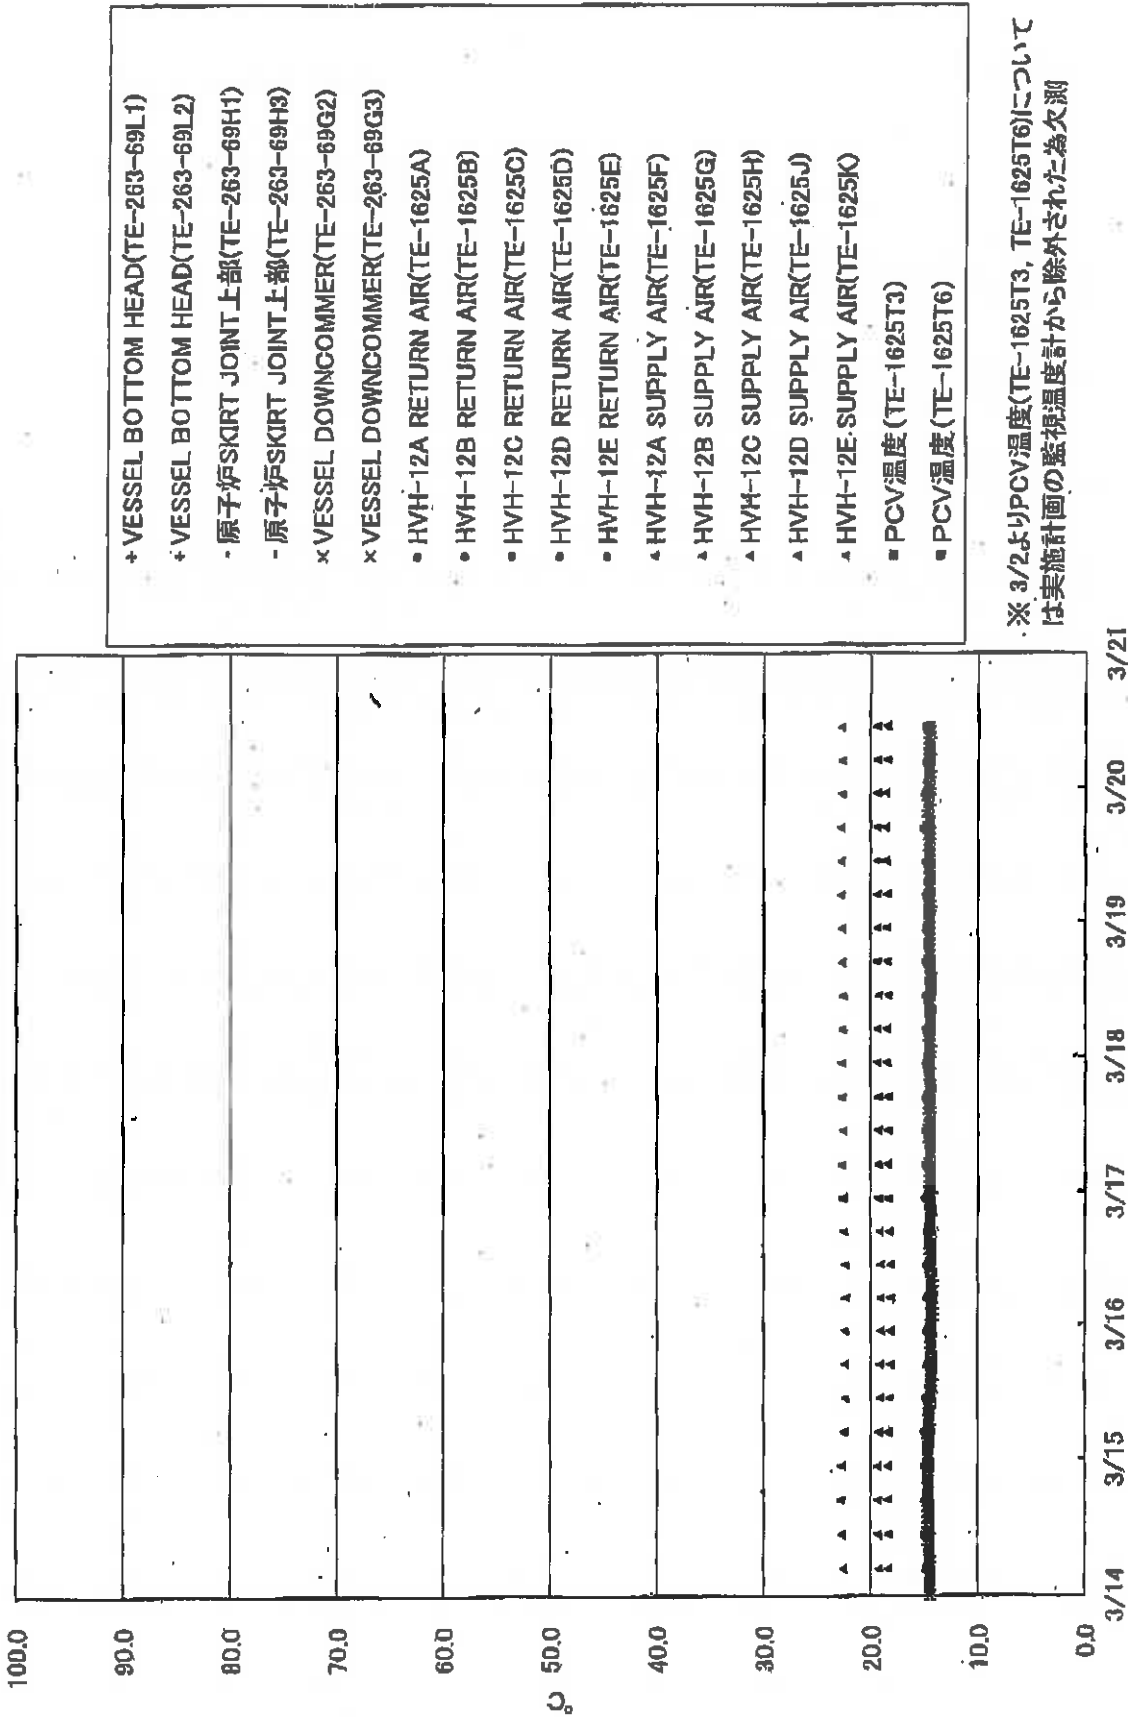 100.0
90.0
80.0
70.0
60.0
50.0
40.0
30.0
20.0
10.0
0.0
℃
3/14
3/15
3/16
3/17
3/18
3/19
3/20
3/21
+ VESSEL BOTTOM HEAD(TE-263-69L1)
+ VESSEL BOTTOM HEAD(TE-263-69L2)
- 原子炉SKIRT JOINT上部(TE-263-69H1)
- 原子炉SKIRT JOINT上部(TE-263-69H3)
× VESSEL DOWNCOMMER(TE-263-69G2)
× VESSEL DOWNCOMMER(TE-263-69G3)
● HVH-12A RETURN AIR(TE-1625A)
● HVH-12B RETURN AIR(TE-1625B)
● HVH-12C RETURN AIR(TE-1625C)
● HVH-12D RETURN AIR(TE-1625D)
● HVH-12E RETURN AIR(TE-1625E)
▲ HVH-12A SUPPLY AIR(TE-1625F)
▲ HVH-12B SUPPLY AIR(TE-1625G)
▲ HVH-12C SUPPLY AIR(TE-1625H)
▲ HVH-12D SUPPLY AIR(TE-1625J)
▲ HVH-12E SUPPLY AIR(TE-1625K)
■ PCV温度(TE-1625T3)
■ PCV温度(TE-1625T6)
※ 3/2よりPCV温度(TE-1625T3, TE-1625T6)について
は実施計画の監視温度計から除外された為欠測